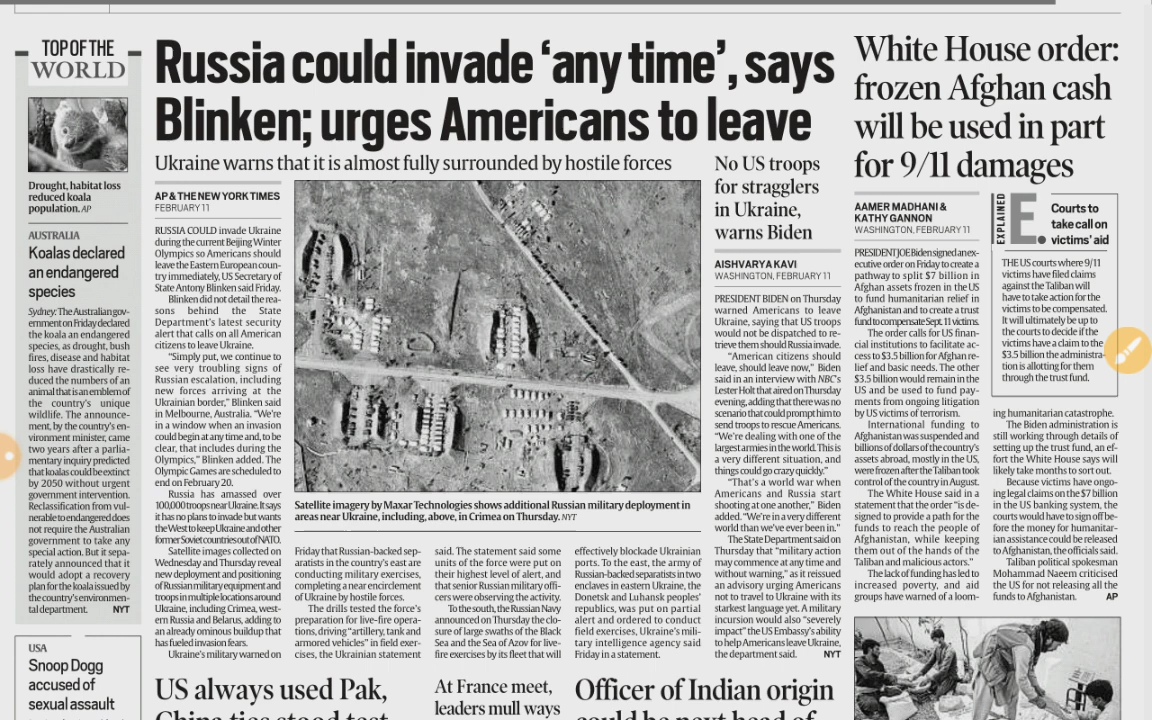 TOP OF THE
WORLD
Drought, habitat loss
reduced koala
population. AP
AUSTRALIA
Koalas declared
an endangered
species
Sydney: The Australian gov-
ernment on Friday declared
the koala an endangered
species, as drought, bush
fires, disease and habitat
loss have drastically re-
duced the numbers of an
animal that is an emblem of
the country's unique
wildlife. The announce-
ment, by the country's en-
vironment minister, came
two years after a parlia-
mentary inquiry predicted
that koalas could be extinct
by 2050 without urgent
government intervention.
Reclassification from vul-
nerable to endangered does
not require the Australian
government to take any
special action. But it sepa-
rately announced that it
would adopt a recovery
plan for the koala issued by
the country's environmen-
tal department. NYT
USA
Snoop Dogg
accused of
sexual assault
Russia could invade ‘any time’, says
Blinken; urges Americans to leave
Ukraine warns that it is almost fully surrounded by hostile forces
AP & THE NEW YORK TIMES
FEBRUARY 11
RUSSIA COULD invade Ukraine
during the current Beijing Winter
Olympics so Americans should
leave the Eastern European coun-
try immediately, US Secretary of
State Antony Blinken said Friday.
Blinken did not detail the rea-
sons behind the State
Department's latest security
alert that calls on all American
citizens to leave Ukraine.
“Simply put, we continue to
see very troubling signs of
Russian escalation, including
new forces arriving at the
Ukrainian border,” Blinken said
in Melbourne, Australia. “We're
in a window when an invasion
could begin at any time and, to be
clear, that includes during the
Olympics,” Blinken added. The
Olympic Games are scheduled to
end on February 20.
Russia has amassed over
100,000 troops near Ukraine. It says
it has no plans to invade but wants
the West to keep Ukraine and other
former Soviet countries out of NATO.
Satellite images collected on
Wednesday and Thursday reveal
new deployment and positioning
of Russian military equipment and
troops in multiple locations around
Ukraine, including Crimea, west-
ern Russia and Belarus, adding to
an already ominous buildup that
has fueled invasion fears.
Ukraine's military warned on
Satellite imagery by Maxar Technologies shows additional Russian military deployment in
areas near Ukraine, including, above, in Crimea on Thursday. NYT
Friday that Russian-backed sep-
aratists in the country's east are
conducting military exercises,
completing a near encirclement
of Ukraine by hostile forces.
The drills tested the force's
preparation for live-fire opera-
tions, driving “artillery, tank and
armored vehicles” in field exer-
cises, the Ukrainian statement
said. The statement said some
units of the force were put on
their highest level of alert, and
that senior Russian military offi-
cers were observing the activity.
To the south, the Russian Navy
announced on Thursday the clo-
sure of large swaths of the Black
Sea and the Sea of Azov for live-
fire exercises by its fleet that will
effectively blockade Ukrainian
ports. To the east, the army of
Russian-backed separatists in two
enclaves in eastern Ukraine, the
Donetsk and Luhansk peoples'
republics, was put on partial
alert and ordered to conduct
field exercises, Ukraine's mili-
tary intelligence agency said
Friday in a statement.
No US troops
for stragglers
in Ukraine,
warns Biden
AISHVARYA KAVI
WASHINGTON, FEBRUARY 11
PRESIDENT BIDEN on Thursday
warned Americans to leave
Ukraine, saying that US troops
would not be dispatched to re-
trieve them should Russia invade.
“American citizens should
leave, should leave now,” Biden
said in an interview with NBC's
Lester Holt that aired on Thursday
evening, adding that there was no
scenario that could prompt him to
send troops to rescue Americans.
“We're dealing with one of the
largest armies in the world. This is
a very different situation, and
things could go crazy quickly.”
“That's a world war when
Americans and Russia start
shooting at one another,” Biden
added. “We're in a very different
world than we've ever been in.”
The State Department said on
Thursday that “military action
may commence at any time and
without warning,” as it reissued
an advisory urging Americans
not to travel to Ukraine with its
starkest language yet. A military
incursion would also “severely
impact” the US Embassy's ability
to help Americans leave Ukraine,
the department said. NYT
White House order:
frozen Afghan cash
will be used in part
for 9/11 damages
AAMER MADHANI &
KATHY GANNON
WASHINGTON, FEBRUARY 11
PRESIDENT JOE Biden signed an ex-
ecutive order on Friday to create a
pathway to split $7 billion in
Afghan assets frozen in the US
to fund humanitarian relief in
Afghanistan and to create a trust
fund to compensate Sept. 11 victims.
The order calls for US finan-
cial institutions to facilitate ac-
cess to $3.5 billion for Afghan re-
lief and basic needs. The other
$3.5 billion would remain in the
US and be used to fund pay-
ments from ongoing litigation
by US victims of terrorism.
International funding to
Afghanistan was suspended and
billions of dollars of the country's
assets abroad, mostly in the US,
were frozen after the Taliban took
control of the country in August.
The White House said in a
statement that the order “is de-
signed to provide a path for the
funds to reach the people of
Afghanistan, while keeping
them out of the hands of the
Taliban and malicious actors.”
The lack of funding has led to
increased poverty, and aid
groups have warned of a loom-
EXPLAINED
E.
Courts to
take call on
victims' aid
THE US courts where 9/11
victims have filed claims
against the Taliban will
have to take action for the
victims to be compensated.
It will ultimately be up to
the courts to decide if the
victims have a claim to the
$3.5 billion the administra-
tion is allotting for them
through the trust fund.
ing humanitarian catastrophe.
The Biden administration is
still working through details of
setting up the trust fund, an ef-
fort the White House says will
likely take months to sort out.
Because victims have ongo-
ing legal claims on the $7 billion
in the US banking system, the
courts would have to sign off be-
fore the money for humanitar-
ian assistance could be released
to Afghanistan, the officials said.
Taliban political spokesman
Mohammad Naeem criticised
the US for not releasing all the
funds to Afghanistan. AP
US always used Pak,
China ties stood test
At France meet,
leaders mull ways
Officer of Indian origin
could be next head of